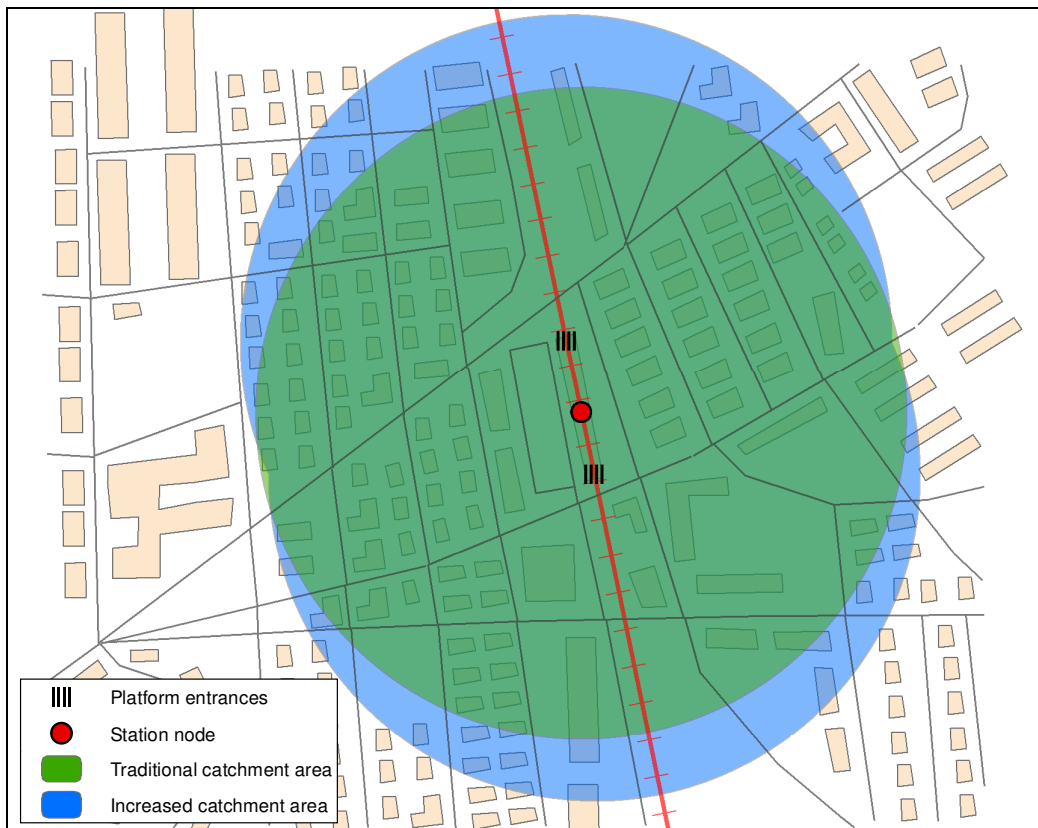 Platform entrances
Station node
Traditional catchment area
Increased catchment area